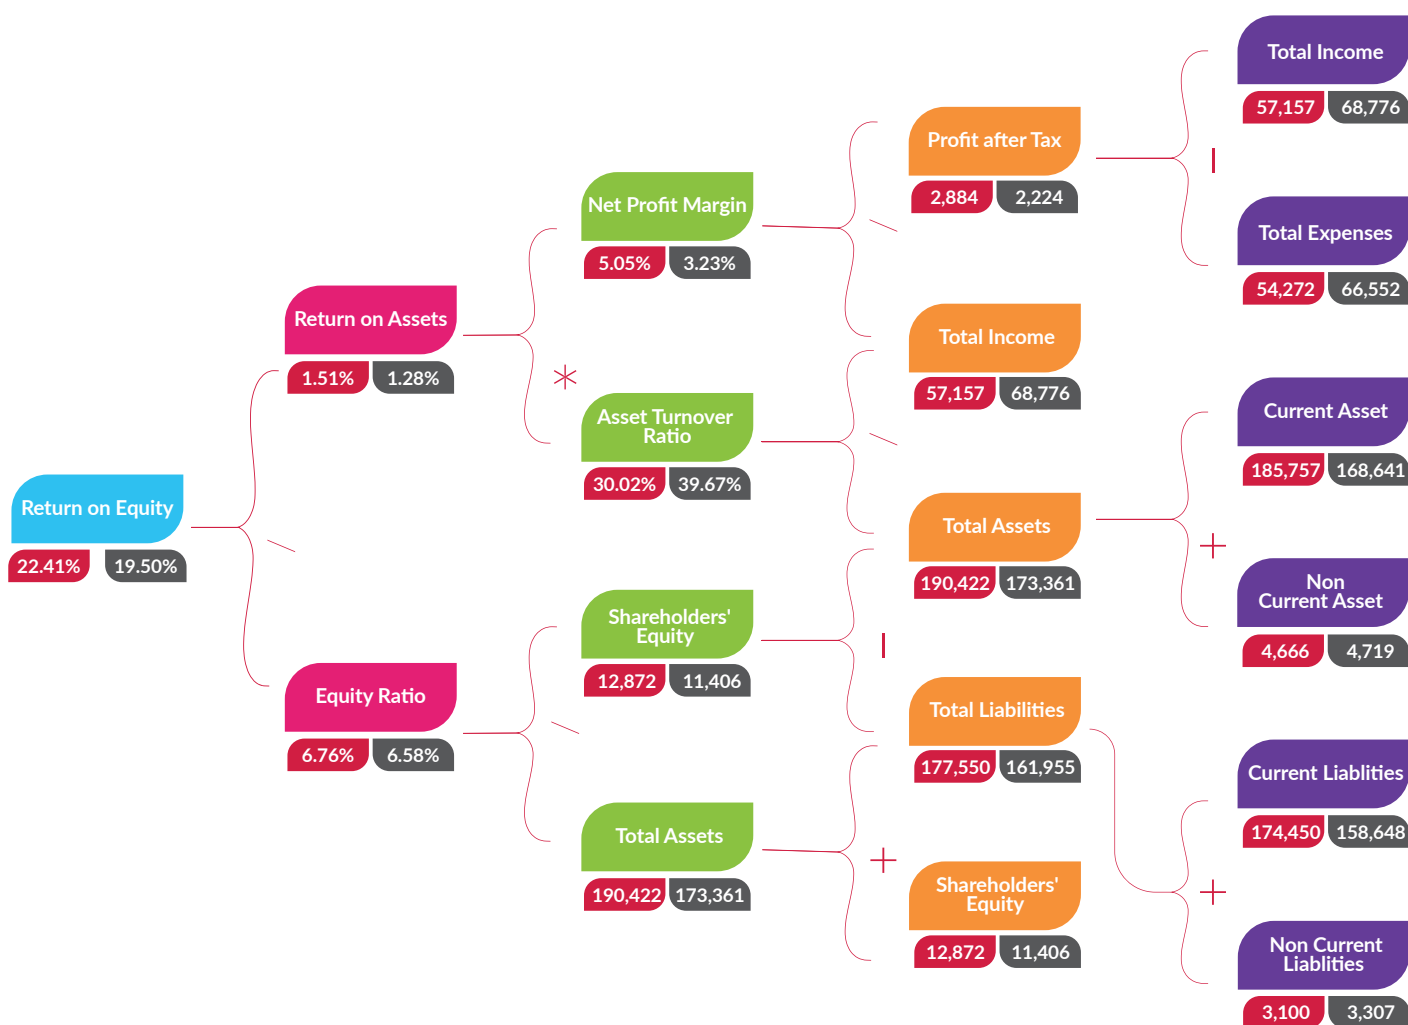 Return on Equity
22.41% 19.50%
Return on Assets
1.51% 1.28%
Equity Ratio
6.76% 6.58%
Net Profit Margin
5.05% 3.23%
Asset Turnover
Ratio
30.02% 39.67%
Shareholders'
Equity
12,872 11,406
Total Assets
190,422 173,361
Profit after Tax
2,884 2,224
Total Income
57,157 68,776
Total Assets
190,422 173,361
Total Liabilities
177,550 161,955
Shareholders'
Equity
12,872 11,406
Total Income
57,157 68,776
Total Expenses
54,272 66,552
Current Asset
185,757 168,641
Non
Current Asset
4,666 4,719
Current Liablities
174,450 158,648
Non Current
Liablities
3,100 3,307